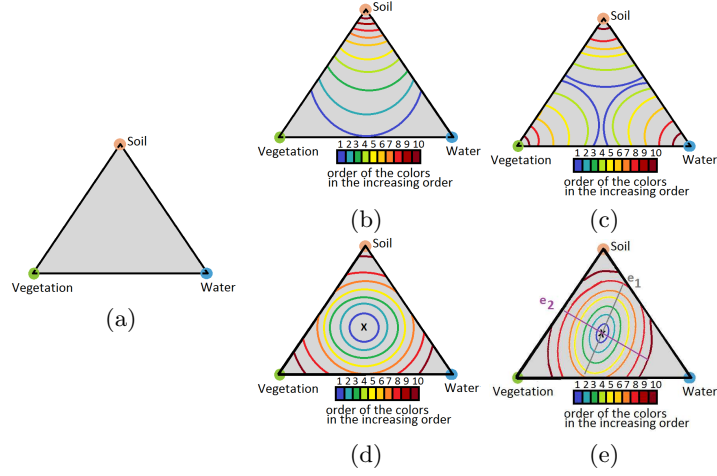 Soil
Vegetation
Water
(a)
Soil
Vegetation
Water
1 2 3 4 5 6 7 8 9 10
order of the colors
in the increasing order
(b)
Soil
Vegetation
Water
1 2 3 4 5 6 7 8 9 10
order of the colors
in the increasing order
(c)
Soil
x
Vegetation
Water
1 2 3 4 5 6 7 8 9 10
order of the colors
in the increasing order
(d)
Soil
e1
e2
x
Vegetation
Water
1 2 3 4 5 6 7 8 9 10
order of the colors
in the increasing order
(e)